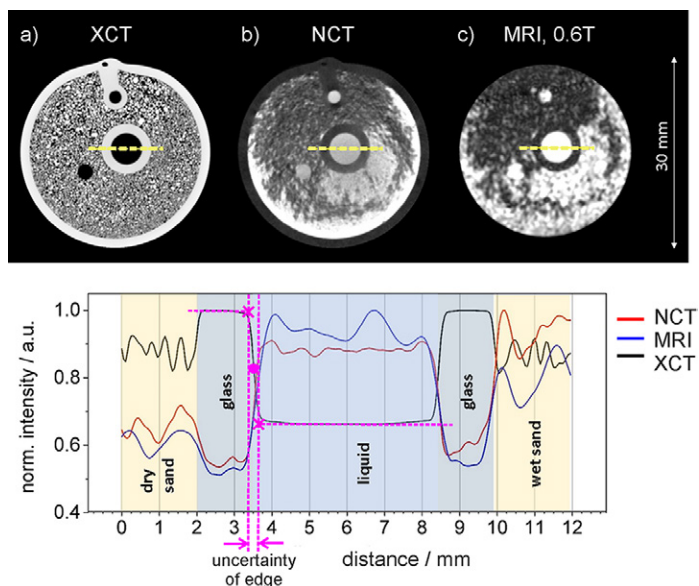 a) XCT
b) NCT
c) MRI, 0.6T
30 mm
norm. intensity / a.u.
1.0
0.8
0.6
0.4
glass
glass
dry
sand
liquid
wet sand
NCT
MRI
XCT
0 1 2 3 4 5 6 7 8 9 10 11 12
uncertainty
of edge
distance / mm